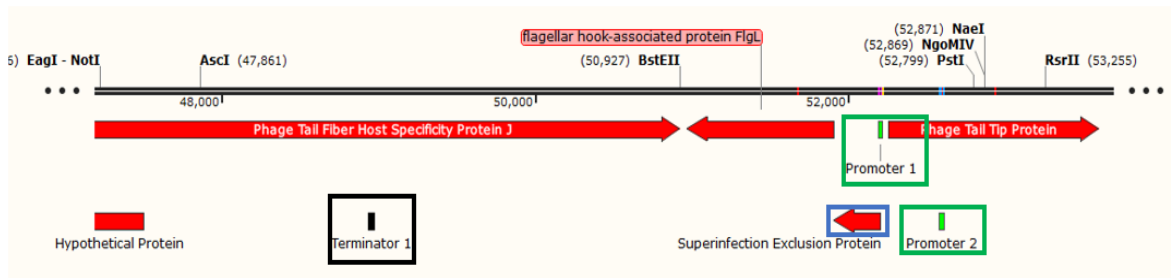 (52,871) NaeI
flagellar hook-associated protein FlgL
(52,869) NgoMIV
6) EagI - NotI
AscI (47,861)
(50,927) BstEII
(52,799) PstI
RsrII (53,255)
48,000
50,000
52,000
Phage Tail Fiber Host Specificity Protein J
Phage Tail Tip Protein
Promoter 1
Hypothetical Protein
Terminator 1
Superinfection Exclusion Protein
Promoter 2